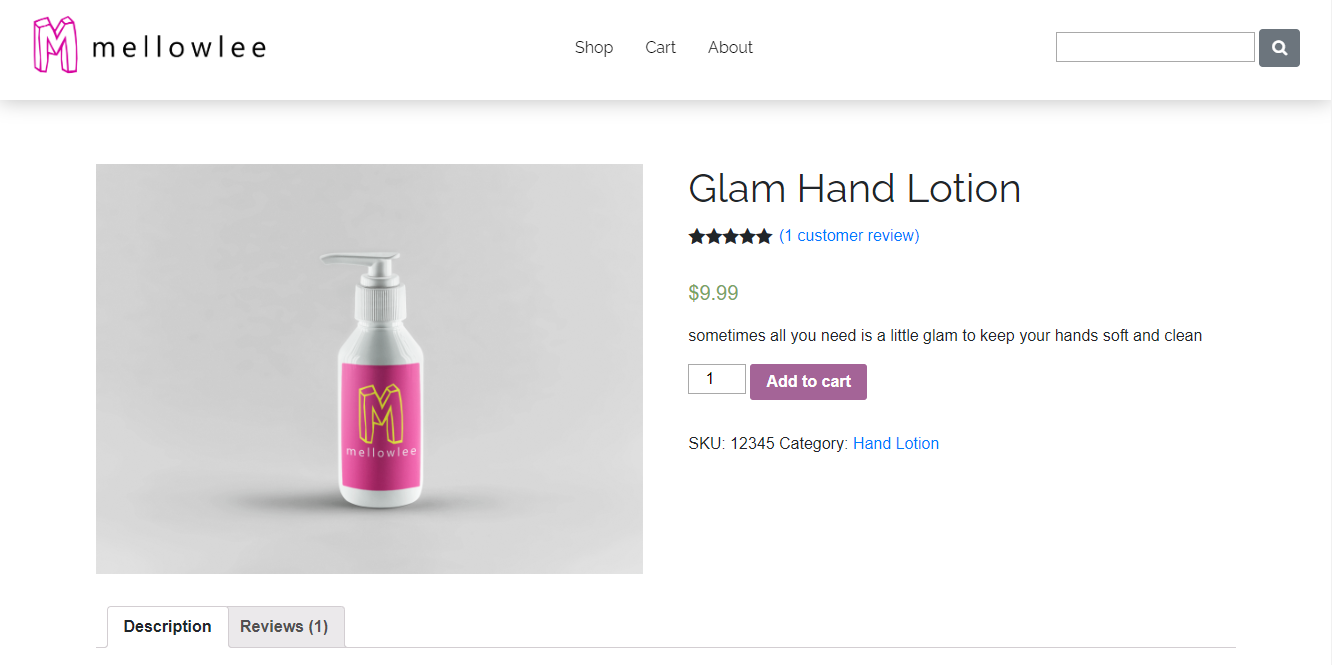 mellowlee
Shop Cart About
Glam Hand Lotion
(1 customer review)
$9.99
sometimes all you need is a little glam to keep your hands soft and clean
1 Add to cart
SKU: 12345 Category: Hand Lotion
M
mellowlee
Description Reviews (1)